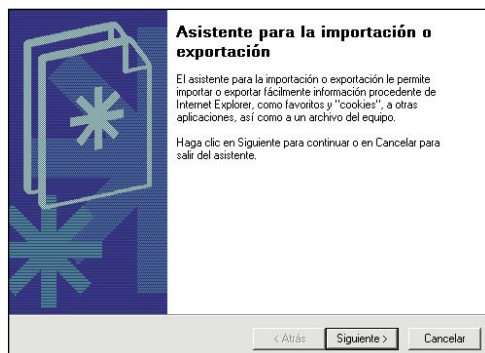 Asistente para la importación o
exportación
El asistente para la importación o exportación le permite
importar o exportar fácilmente información procedente de
Internet Explorer, como favoritos y "cookies", a otras
aplicaciones, así como a un archivo del equipo.
Haga clic en Siguiente para continuar o en Cancelar para
salir del asistente.
< Atrás Siguiente > Cancelar